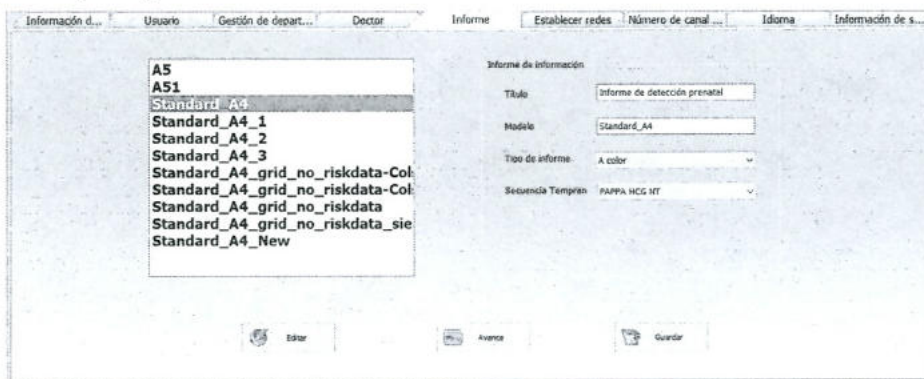 Información d... Usuario Gestión de depart... Doctor Informe Establecer redes Número de canal ... Idioma Información de s...
A5
A51
Standard_A4
Standard_A4_1
Standard_A4_2
Standard_A4_3
Standard_A4_grid_no_riskdata-Col
Standard_A4_grid_no_riskdata-Col
Standard_A4_grid_no_riskdata
Standard_A4_grid_no_riskdata_sie
Standard_A4_New
Informe de información
Título Informe de detección prenatal
Modelo Standard_A4
Tipo de informe A color
Secuencia Tempran PAPPA HCG NT
Editar Avance Guardar